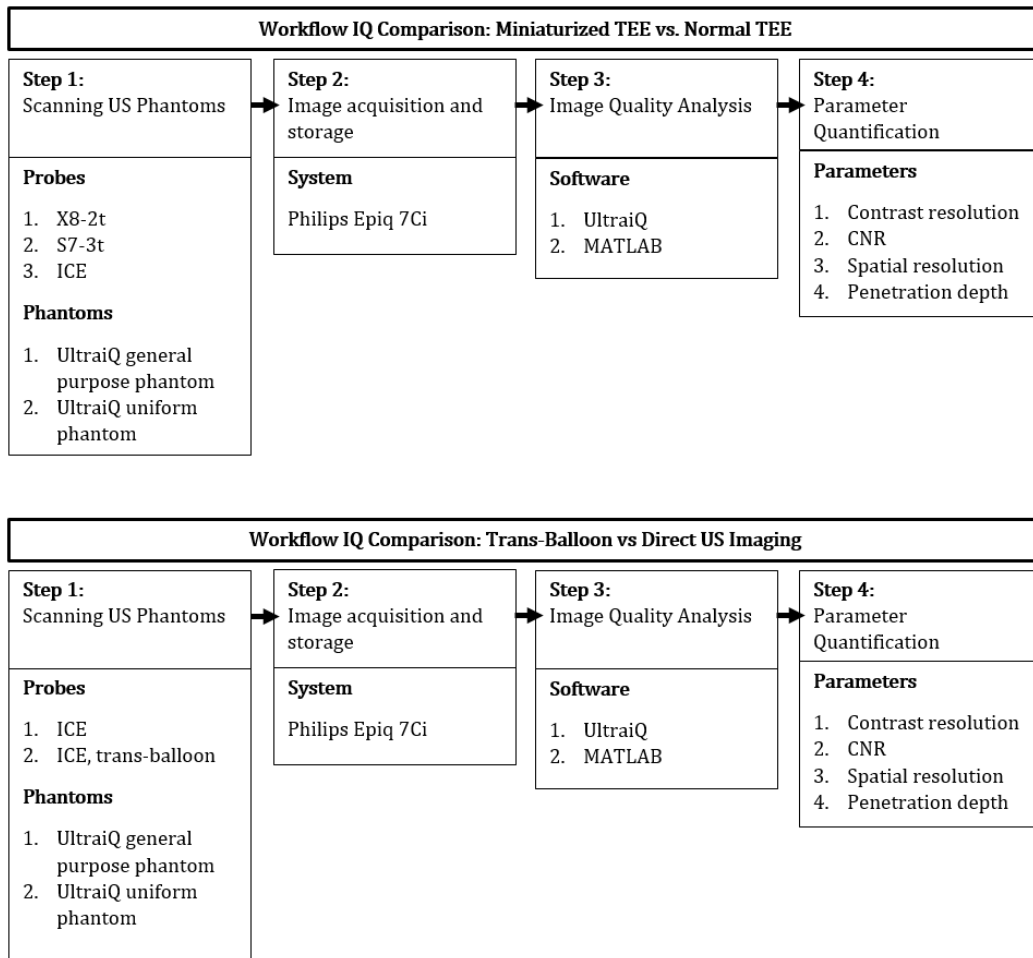 Workflow IQ Comparison: Miniaturized TEE vs. Normal TEE
Step 1:
Scanning US Phantoms
Probes
1. X8-2t
2. S7-3t
3. ICE
Phantoms
1. UltraiQ general
purpose phantom
2. UltraiQ uniform
phantom
Step 2:
Image acquisition and
storage
System
Philips Epiq 7Ci
Step 3:
Image Quality Analysis
Software
1. UltraiQ
2. MATLAB
Step 4:
Parameter
Quantification
Parameters
1. Contrast resolution
2. CNR
3. Spatial resolution
4. Penetration depth
Workflow IQ Comparison: Trans-Balloon vs Direct US Imaging
Step 1:
Scanning US Phantoms
Probes
1. ICE
2. ICE, trans-balloon
Phantoms
1. UltraiQ general
purpose phantom
2. UltraiQ uniform
phantom
Step 2:
Image acquisition and
storage
System
Philips Epiq 7Ci
Step 3:
Image Quality Analysis
Software
1. UltraiQ
2. MATLAB
Step 4:
Parameter
Quantification
Parameters
1. Contrast resolution
2. CNR
3. Spatial resolution
4. Penetration depth